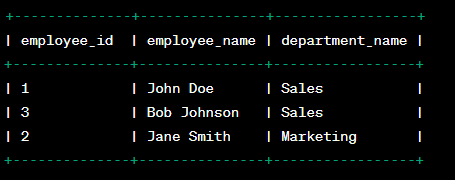 +--------------+---------------+-----------------+
| employee_id  | employee_name | department_name |
+--------------+---------------+-----------------+
| 1            | John Doe      | Sales           |
| 3            | Bob Johnson   | Sales           |
| 2            | Jane Smith    | Marketing       |
+--------------+---------------+-----------------+